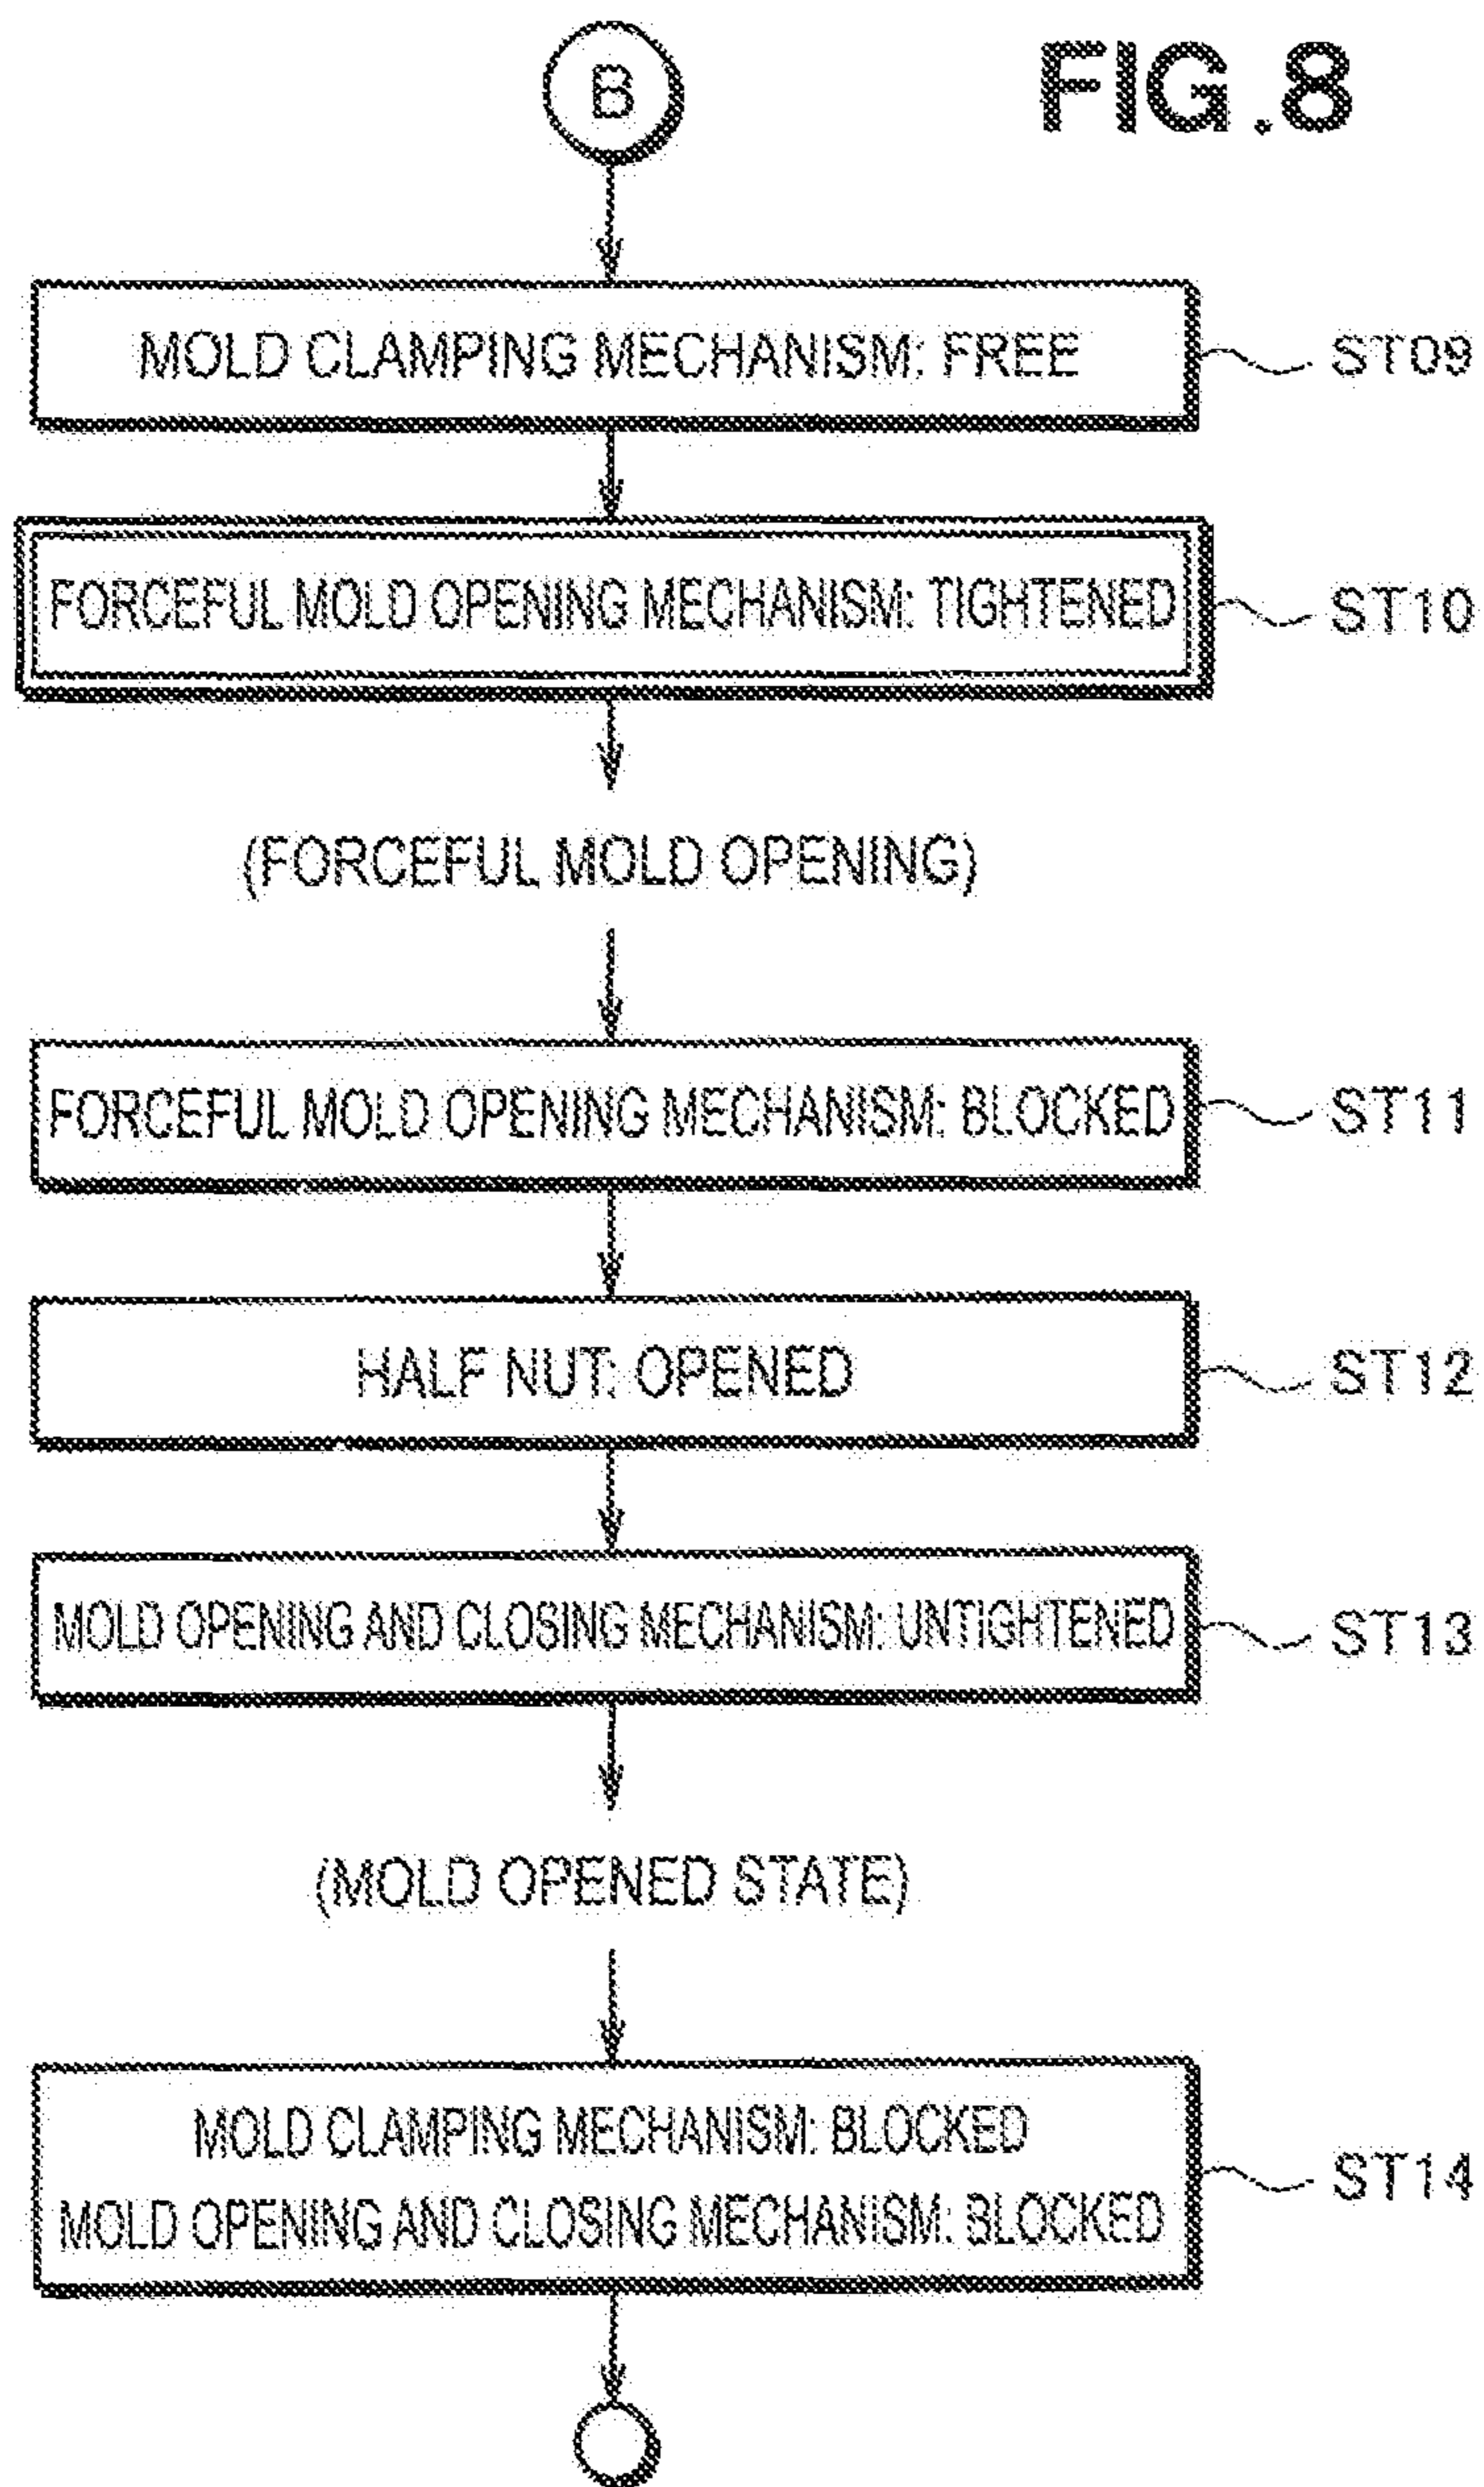 FIG.8
B
MOLD CLAMPING MECHANISM: FREE
ST09
FORCEFUL MOLD OPENING MECHANISM: TIGHTENED
ST10
(FORCEFUL MOLD OPENING)
FORCEFUL MOLD OPENING MECHANISM: BLOCKED
ST11
HALF NUT: OPENED
ST12
MOLD OPENING AND CLOSING MECHANISM: UNTIGHTENED
ST13
(MOLD OPENED STATE)
MOLD CLAMPING MECHANISM: BLOCKED
MOLD OPENING AND CLOSING MECHANISM: BLOCKED
ST14